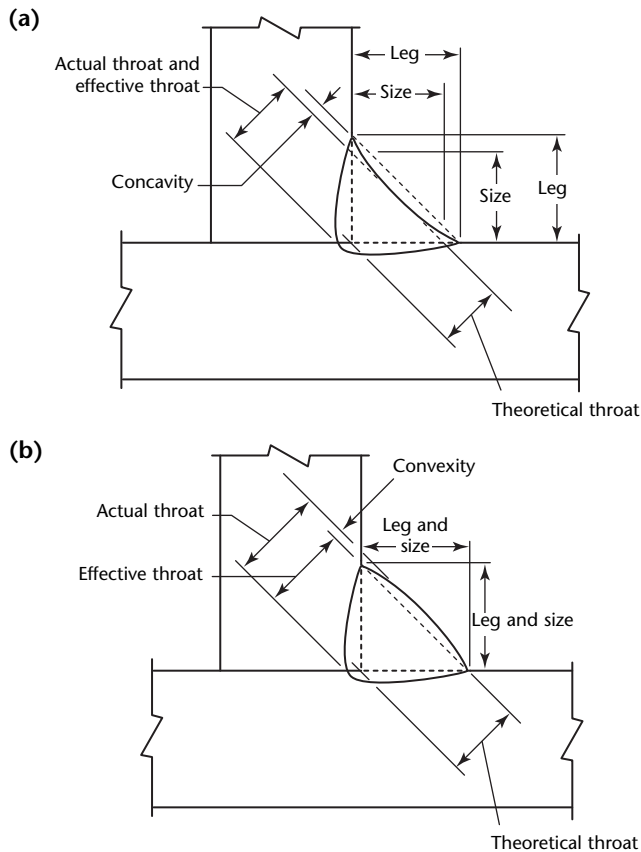 (a)
Leg
Actual throat and
effective throat
Size
Concavity
Size
Leg
Theoretical throat
(b)
Convexity
Actual throat
Leg and
size
Effective throat
Leg and size
Theoretical throat